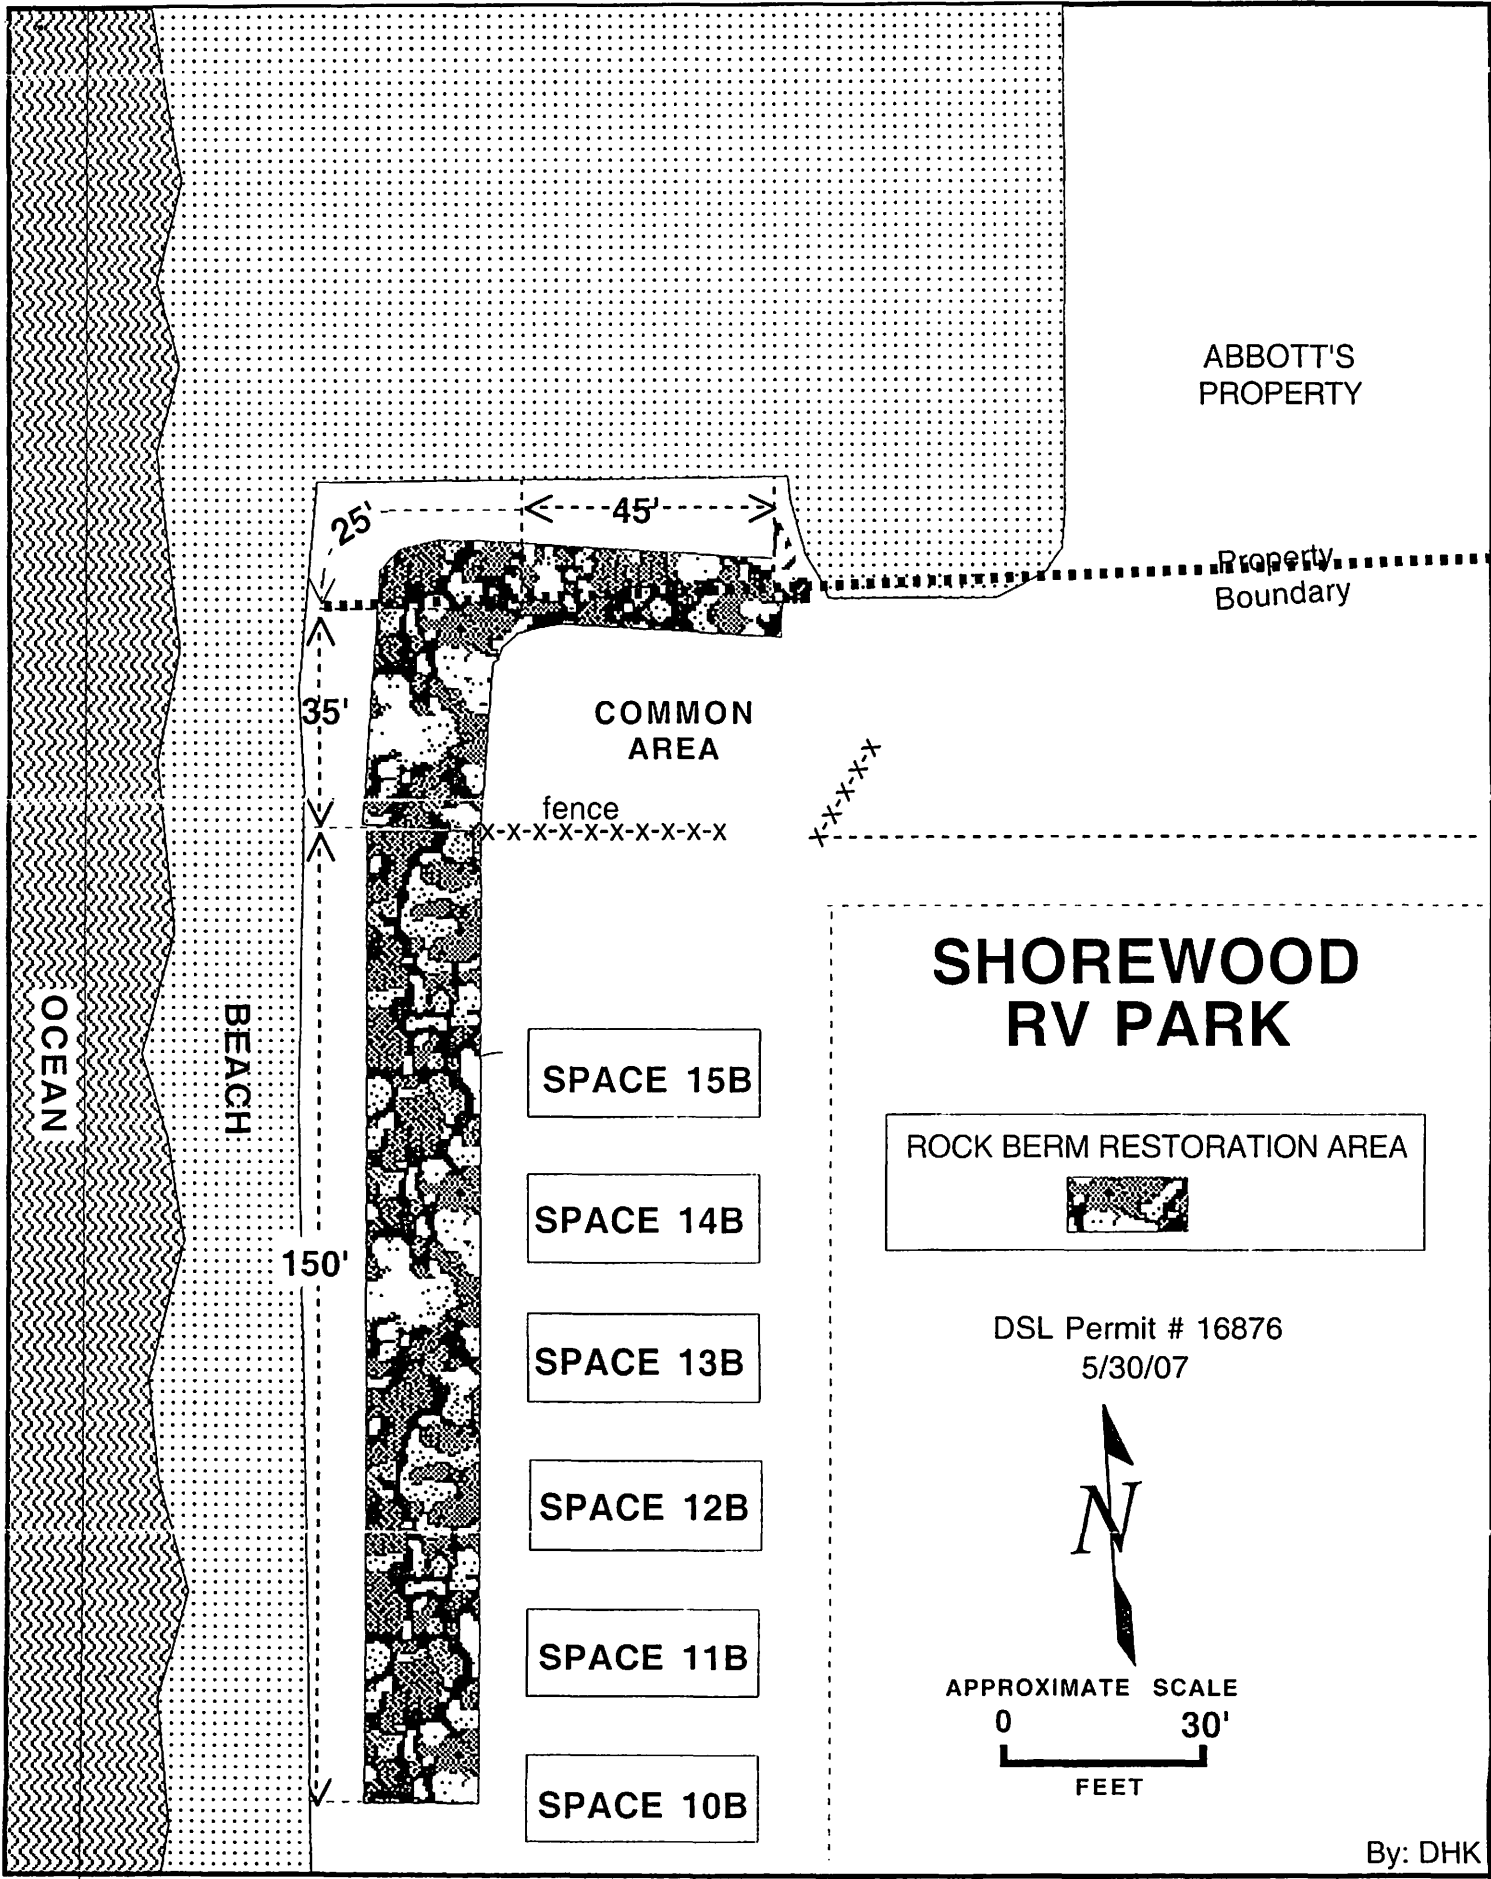 ABBOTT'S
PROPERTY
25'
45'
Property
Boundary
35'
COMMON
AREA
fence
x-x-x-x-x-x-x-x-x-x
x-x-x-x-x-x
OCEAN
BEACH
150'
SPACE 15B
SPACE 14B
SPACE 13B
SPACE 12B
SPACE 11B
SPACE 10B
SHOREWOOD
RV PARK
ROCK BERM RESTORATION AREA
DSL Permit # 16876
5/30/07
N
APPROXIMATE SCALE
0 30'
FEET
By: DHK